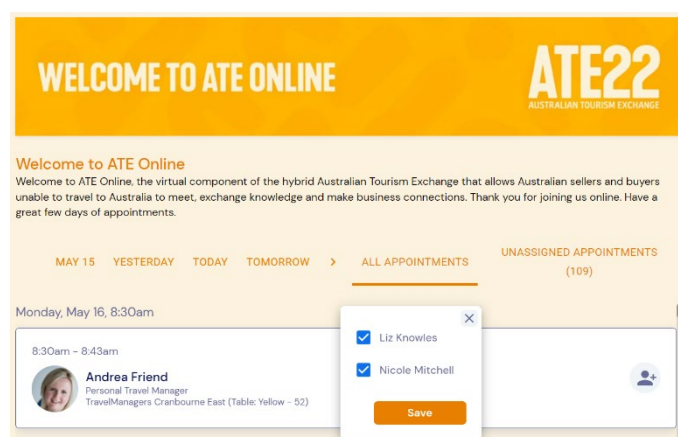 WELCOME TO ATE ONLINE
ATE22
AUSTRALIAN TOURISM EXCHANGE
Welcome to ATE Online
Welcome to ATE Online, the virtual component of the hybrid Australian Tourism Exchange that allows Australian sellers and buyers
unable to travel to Australia to meet, exchange knowledge and make business connections. Thank you for joining us online. Have a
great few days of appointments.
MAY 15 YESTERDAY TODAY TOMORROW > ALL APPOINTMENTS UNASSIGNED APPOINTMENTS
(109)
Monday, May 16, 8:30am
8:30am - 8:43am
Andrea Friend
Personal Travel Manager
TravelManagers Cranbourne East (Table: Yellow - 52)
Liz Knowles
Nicole Mitchell
Save